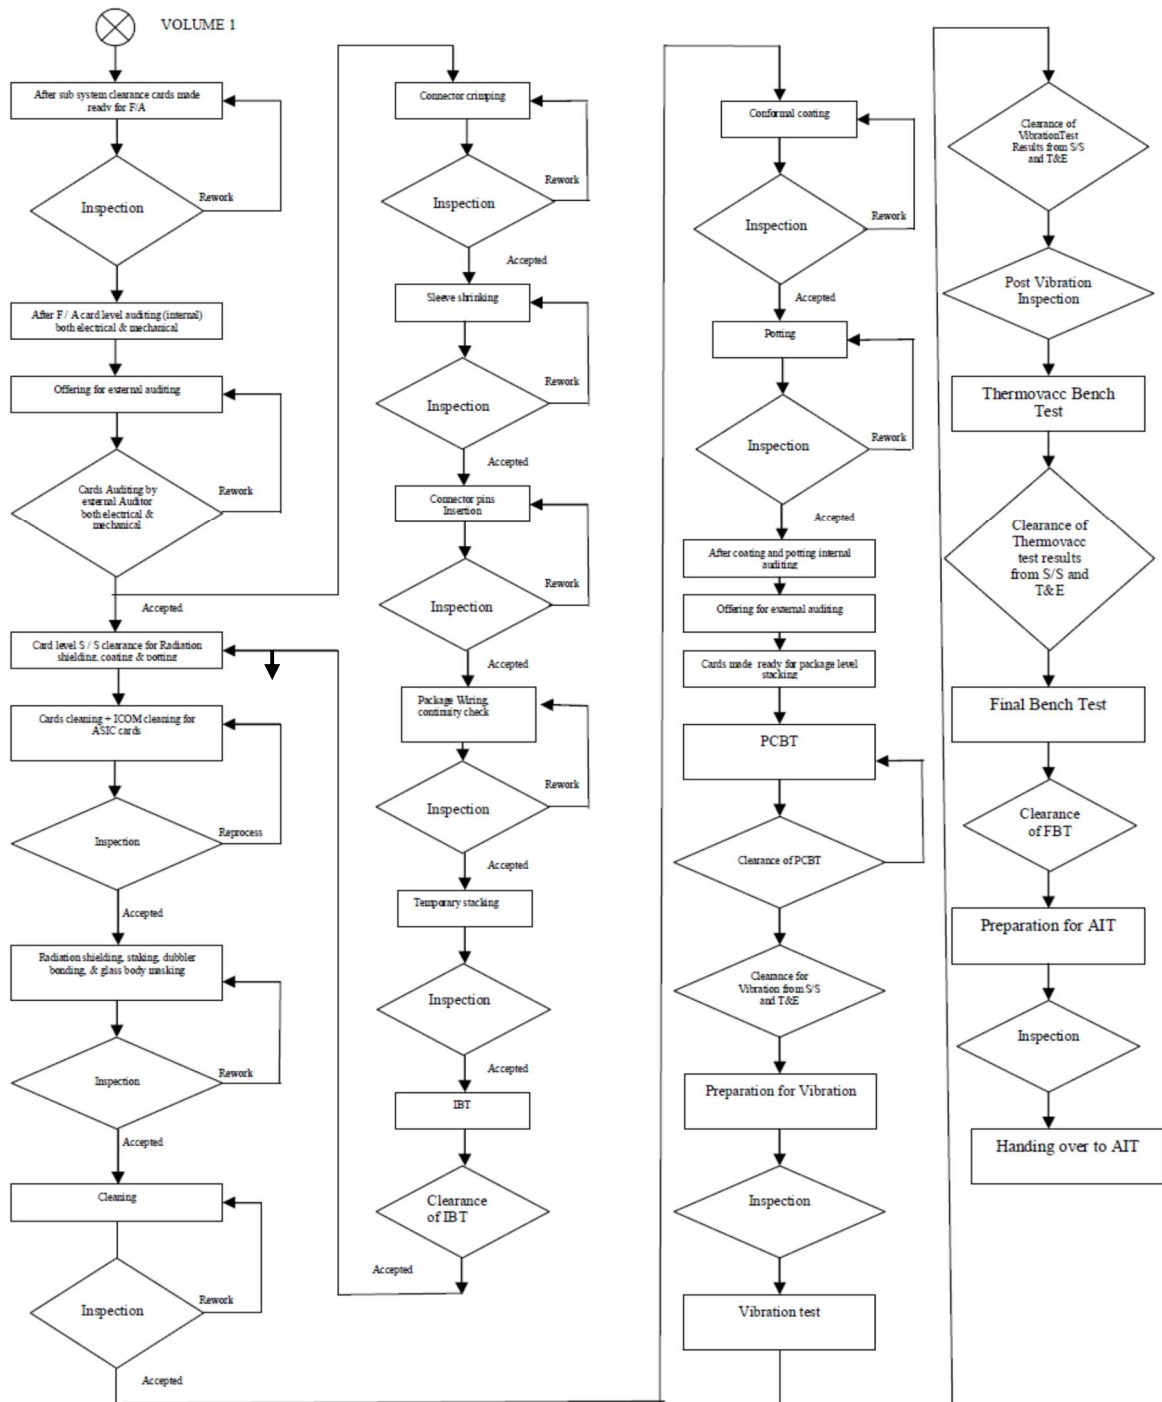 VOLUME 1
After sub system clearance cards made
ready for F/A
Inspection
Rework
After F / A card level auditing (internal)
both electrical & mechanical
Offering for external auditing
Cards Auditing by
external Auditor
both electrical &
mechanical
Rework
Accepted
Card level S / S clearance for Radiation
shielding, coating & potting
Cards cleaning + ICOM cleaning for
ASIC cards
Inspection
Reprocess
Accepted
Radiation shielding, staking, dubbler
bonding, & glass body masking
Inspection
Rework
Accepted
Cleaning
Inspection
Rework
Accepted
Connector crimping
Rework
Inspection
Accepted
Sleeve shrinking
Rework
Inspection
Accepted
Connector pins
Insertion
Rework
Inspection
Accepted
Package Wiring,
continuity check
Rework
Inspection
Accepted
Temporary stacking
Inspection
Accepted
IBT
Clearance
of IBT
Accepted
Conformal coating
Inspection
Rework
Accepted
Potting
Inspection
Rework
Accepted
After coating and potting internal
auditing
Offering for external auditing
Cards made ready for package level
stacking
PCBT
Clearance of PCBT
Clearance for
Vibration from S/S
and T&E
Preparation for Vibration
Inspection
Vibration test
Clearance of
VibrationTest
Results from S/S
and T&E
Post Vibration
Inspection
Thermovacc Bench
Test
Clearance of
Thermovacc
test results
from S/S and
T&E
Final Bench Test
Clearance
of FBT
Preparation for AIT
Inspection
Handing over to AIT